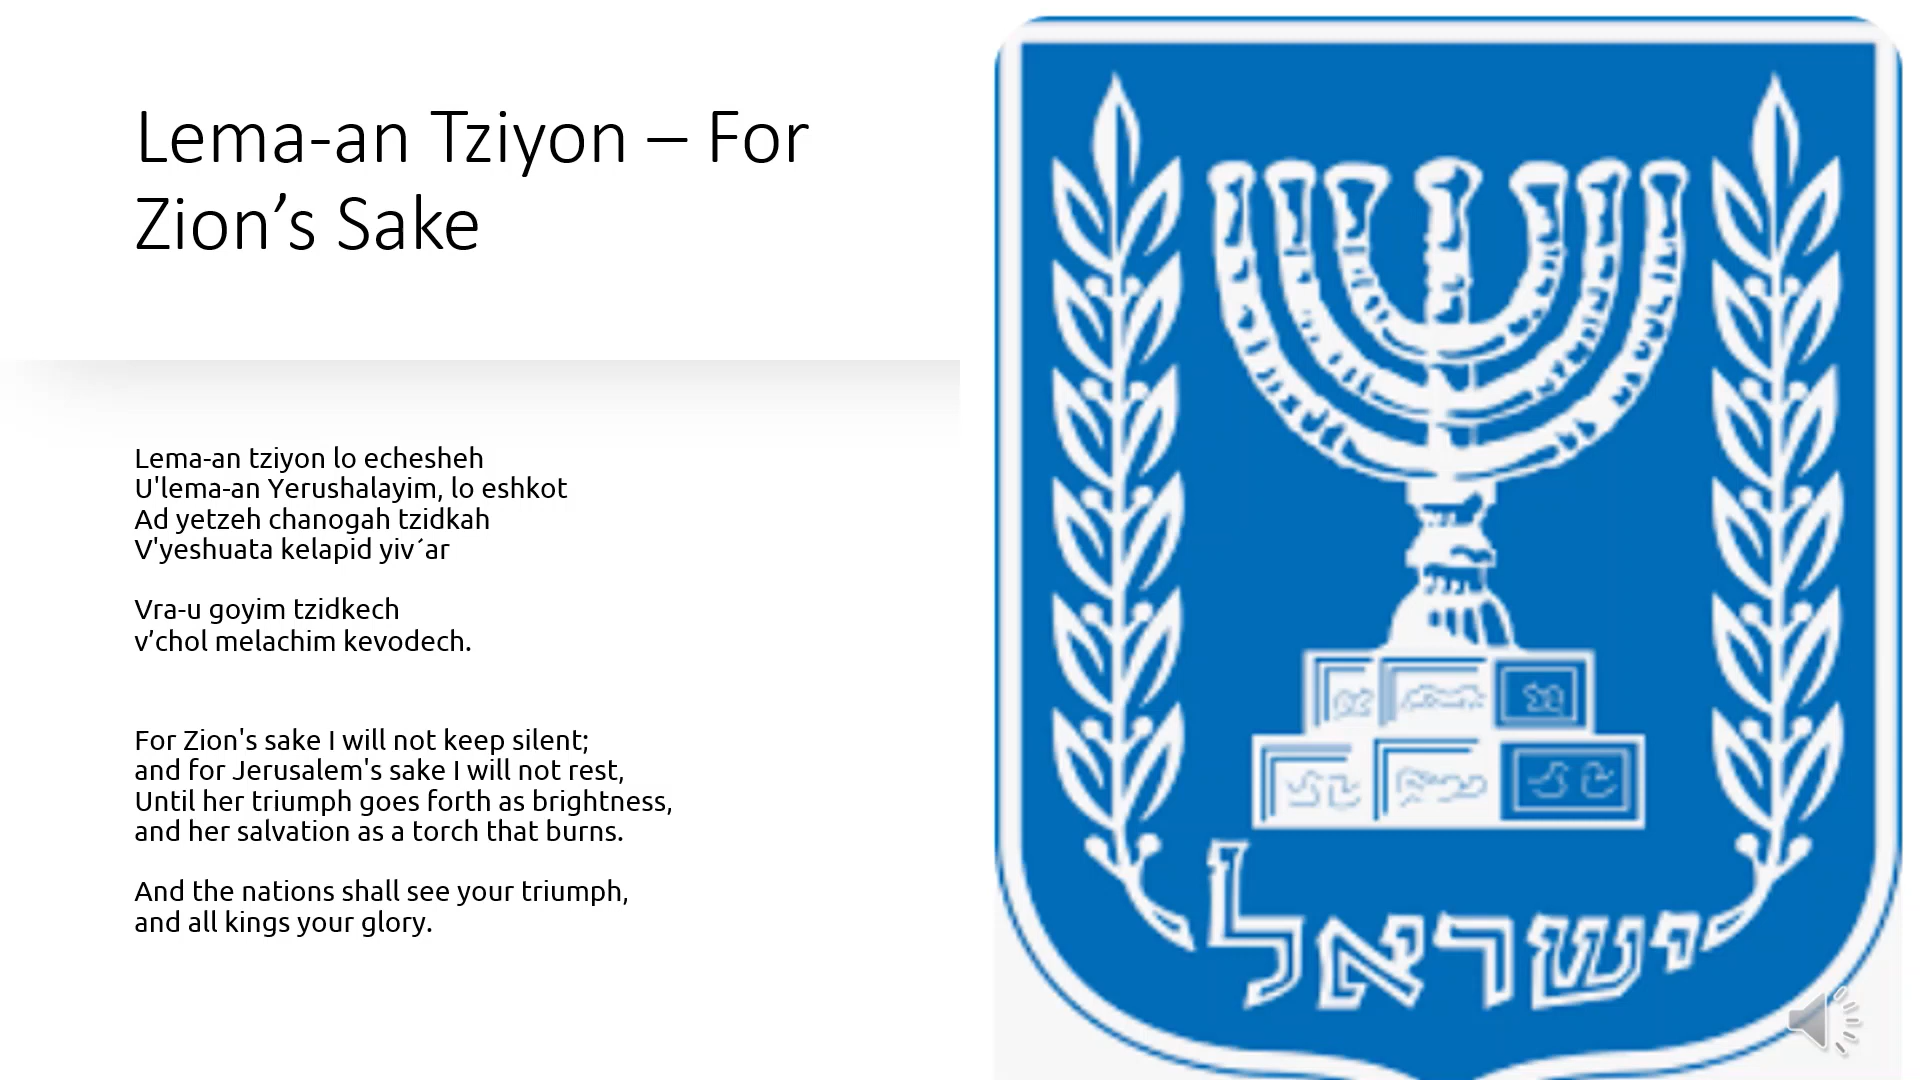 Lema-an Tziyon – For
Zion’s Sake
Lema-an tziyon lo echesheh
U'lema-an Yerushalayim, lo eshkot
Ad yetzeh chanogah tzidkah
V'yeshuata kelapid yiv´ar
Vra-u goyim tzidkech
v’chol melachim kevodech.
For Zion's sake I will not keep silent;
and for Jerusalem's sake I will not rest,
Until her triumph goes forth as brightness,
and her salvation as a torch that burns.
And the nations shall see your triumph,
and all kings your glory.
ישראל